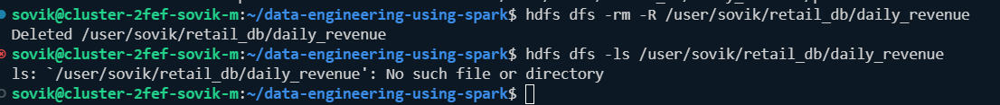 sovik@cluster-2fef-sovik-m:~/data-engineering-using-spark$ hdfs dfs -rm -R /user/sovik/retail_db/daily_revenue
Deleted /user/sovik/retail_db/daily_revenue
sovik@cluster-2fef-sovik-m:~/data-engineering-using-spark$ hdfs dfs -ls /user/sovik/retail_db/daily_revenue
ls: `/user/sovik/retail_db/daily_revenue': No such file or directory
sovik@cluster-2fef-sovik-m:~/data-engineering-using-spark$